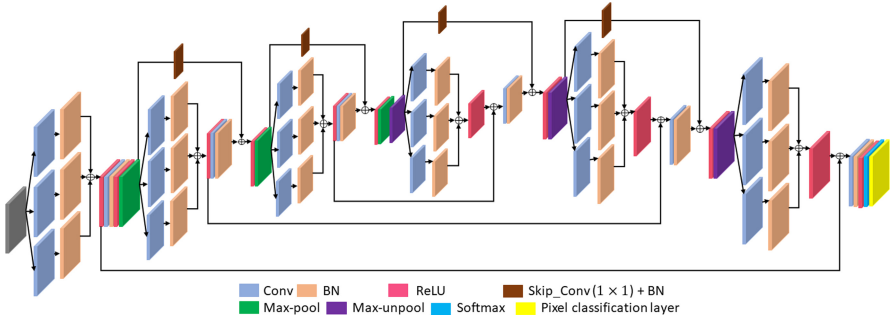 Conv BN ReLU Skip_Conv(1 × 1) + BN
Max-pool Max-unpool Softmax Pixel classification layer